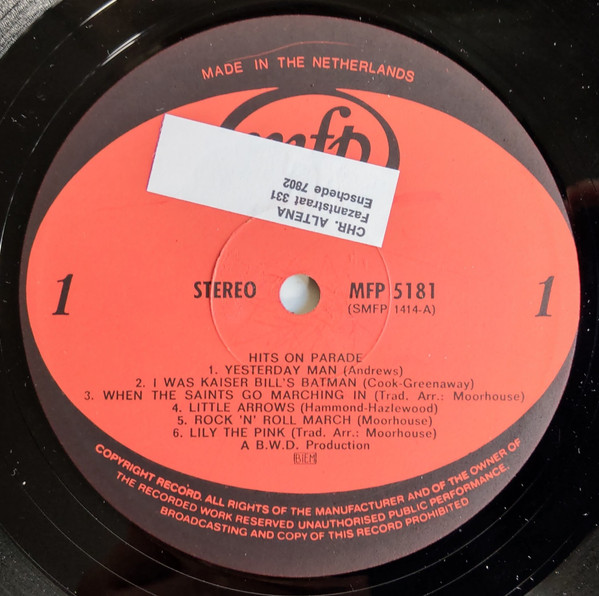 MADE IN THE NETHERLANDS
mfp
CHR. ALTENA
Fazantstraat 331
Enschede 7802
1
STEREO
MFP 5181
1
(SMFP 1414-A)
HITS ON PARADE
1. YESTERDAY MAN (Andrews)
2. I WAS KAISER BILL'S BATMAN (Cook-Greenaway)
3. WHEN THE SAINTS GO MARCHING IN (Trad. Arr.: Moorhouse)
4. LITTLE ARROWS (Hammond-Hazlewood)
5. ROCK 'N' ROLL MARCH (Moorhouse)
6. LILY THE PINK (Trad. Arr.: Moorhouse)
A B.W.D. Production
BIEM
COPYRIGHT RECORD. ALL RIGHTS OF THE MANUFACTURER AND OF THE OWNER OF
THE RECORDED WORK RESERVED UNAUTHORISED PUBLIC PERFORMANCE.
BROADCASTING AND COPY OF THIS RECORD PROHIBITED